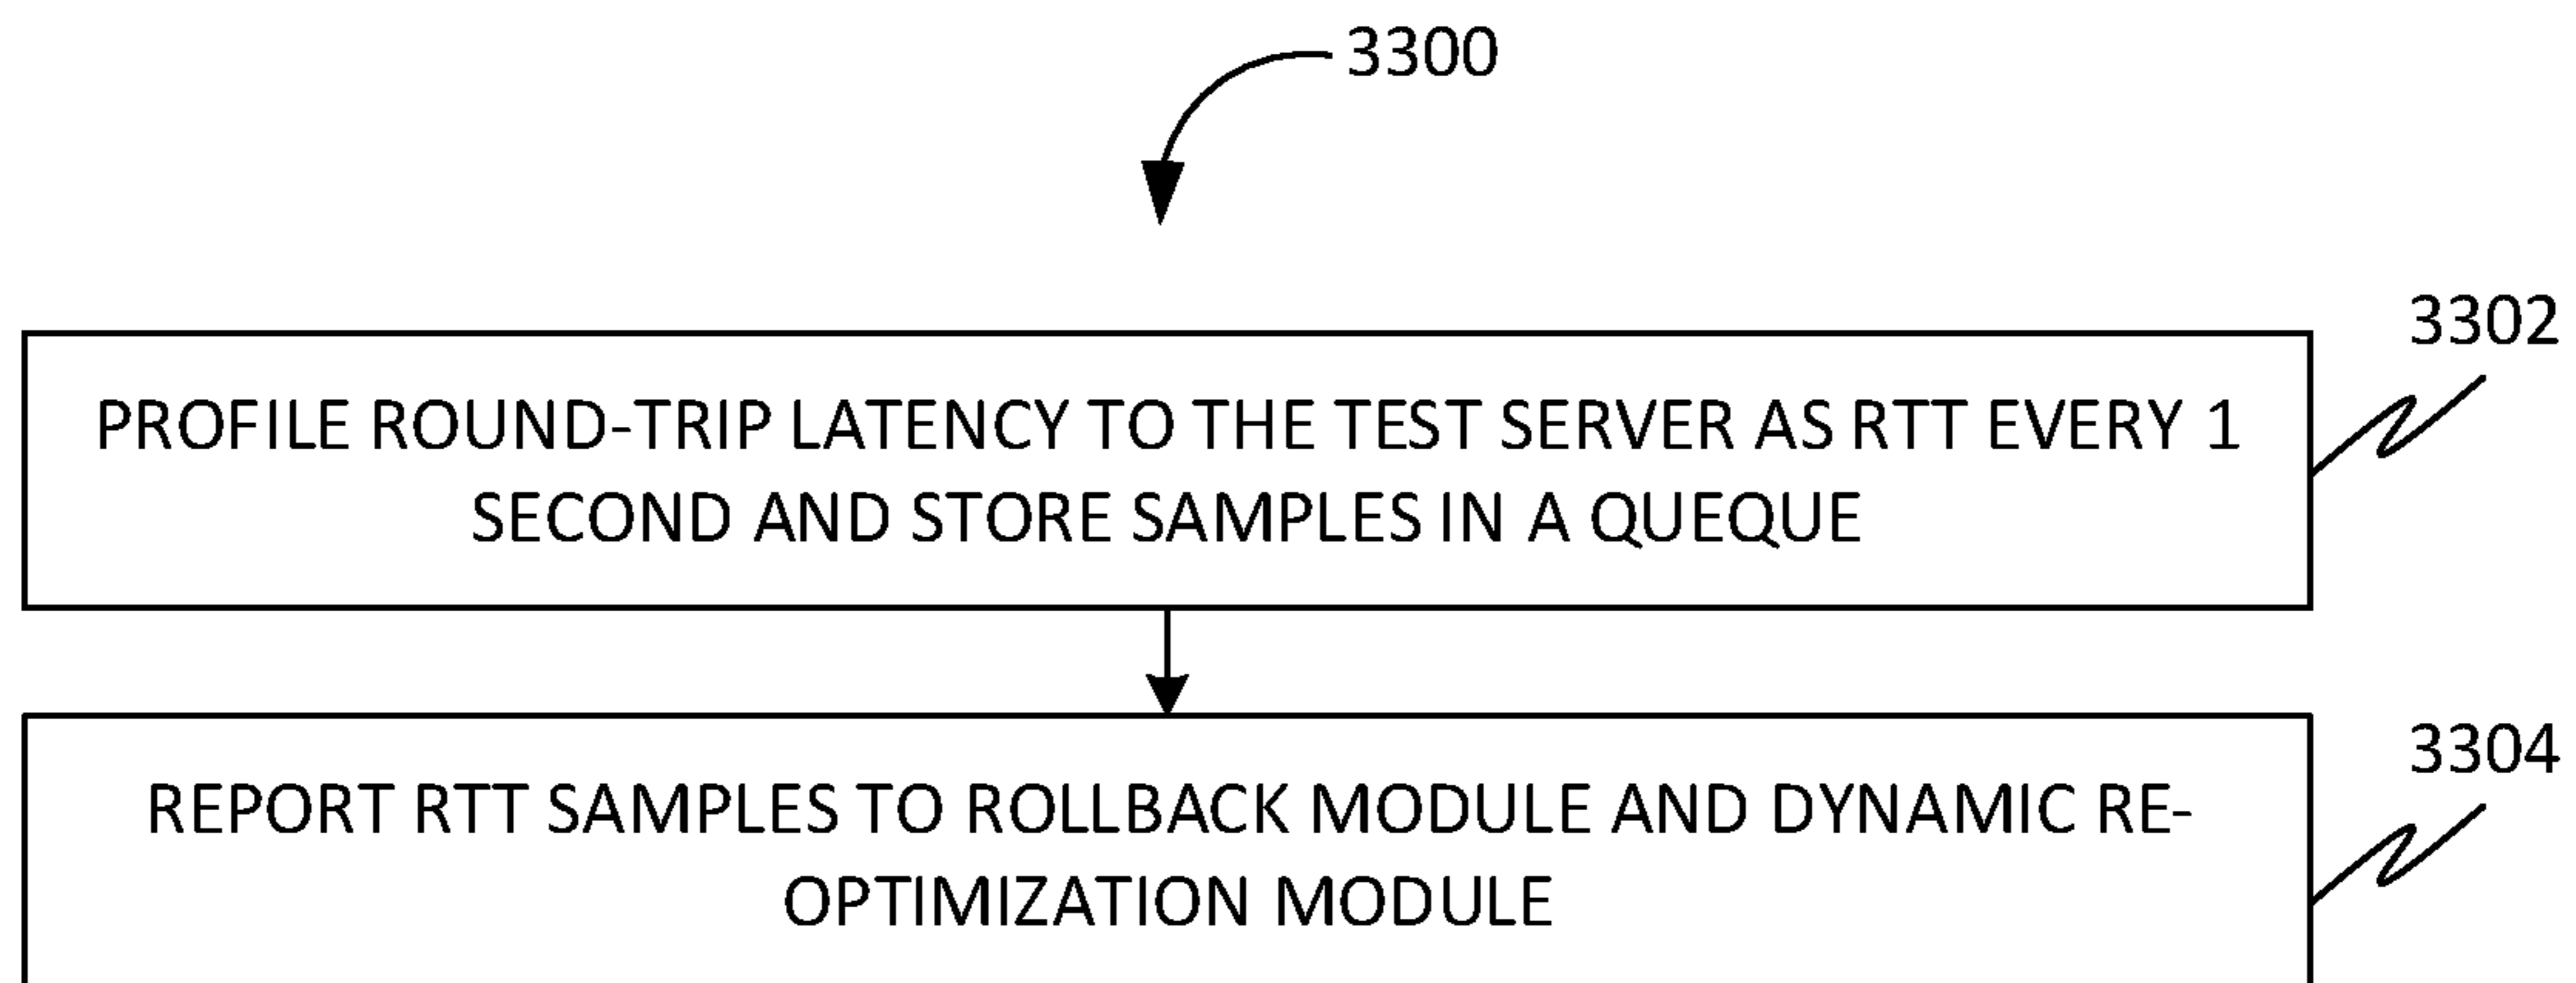 3300
3302
PROFILE ROUND-TRIP LATENCY TO THE TEST SERVER AS RTT EVERY 1
SECOND AND STORE SAMPLES IN A QUEQUE
3304
REPORT RTT SAMPLES TO ROLLBACK MODULE AND DYNAMIC RE-
OPTIMIZATION MODULE